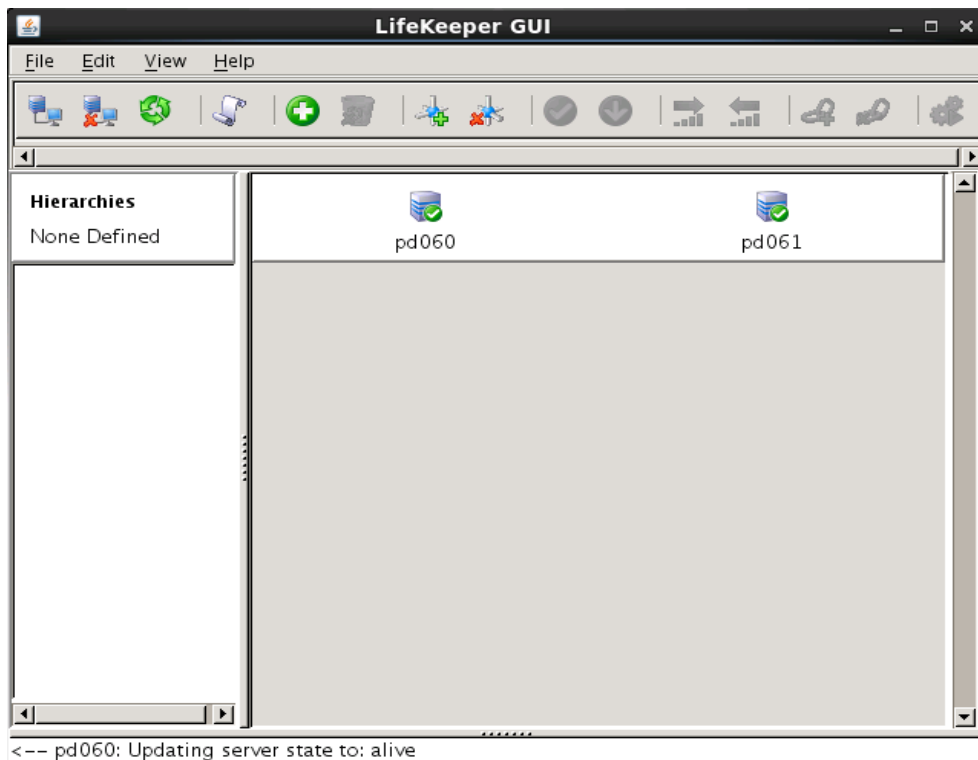 LifeKeeper GUI
File Edit View Help
Hierarchies
None Defined
pd060 pd061
<-- pd060: Updating server state to: alive